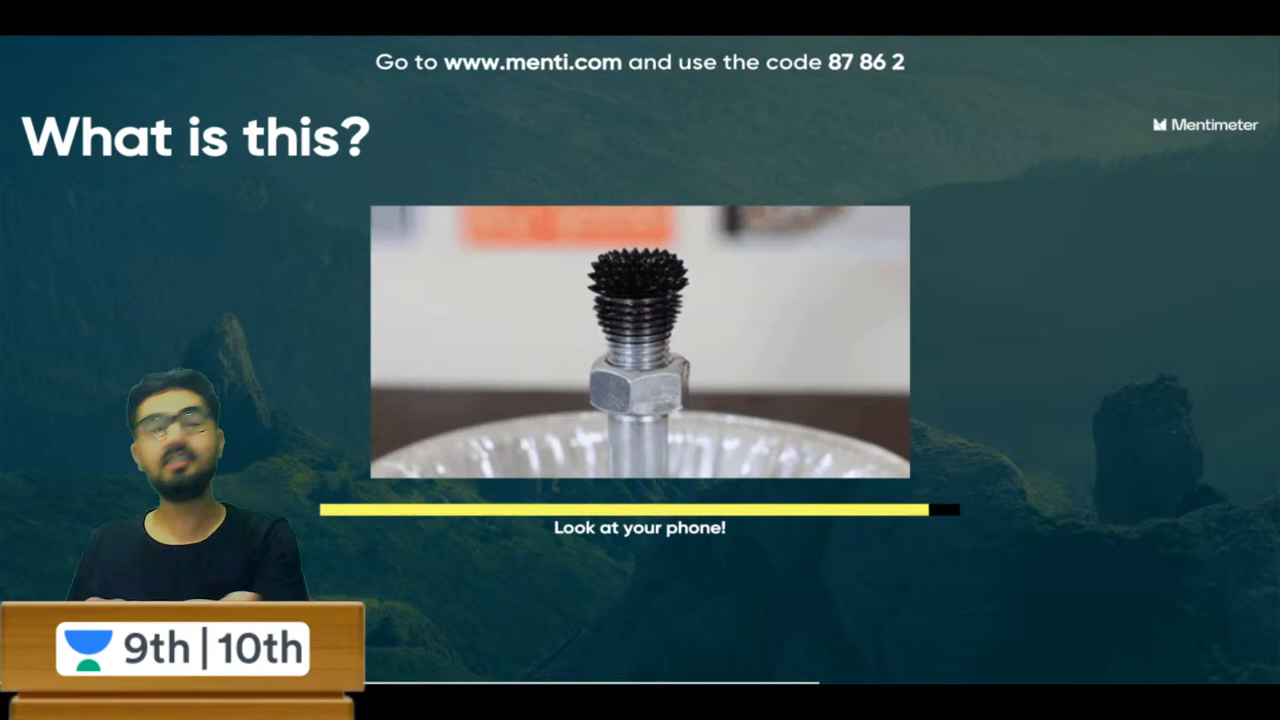 Go to www.menti.com and use the code 87 86 2
What is this?
Mentimeter
Look at your phone!
9th | 10th